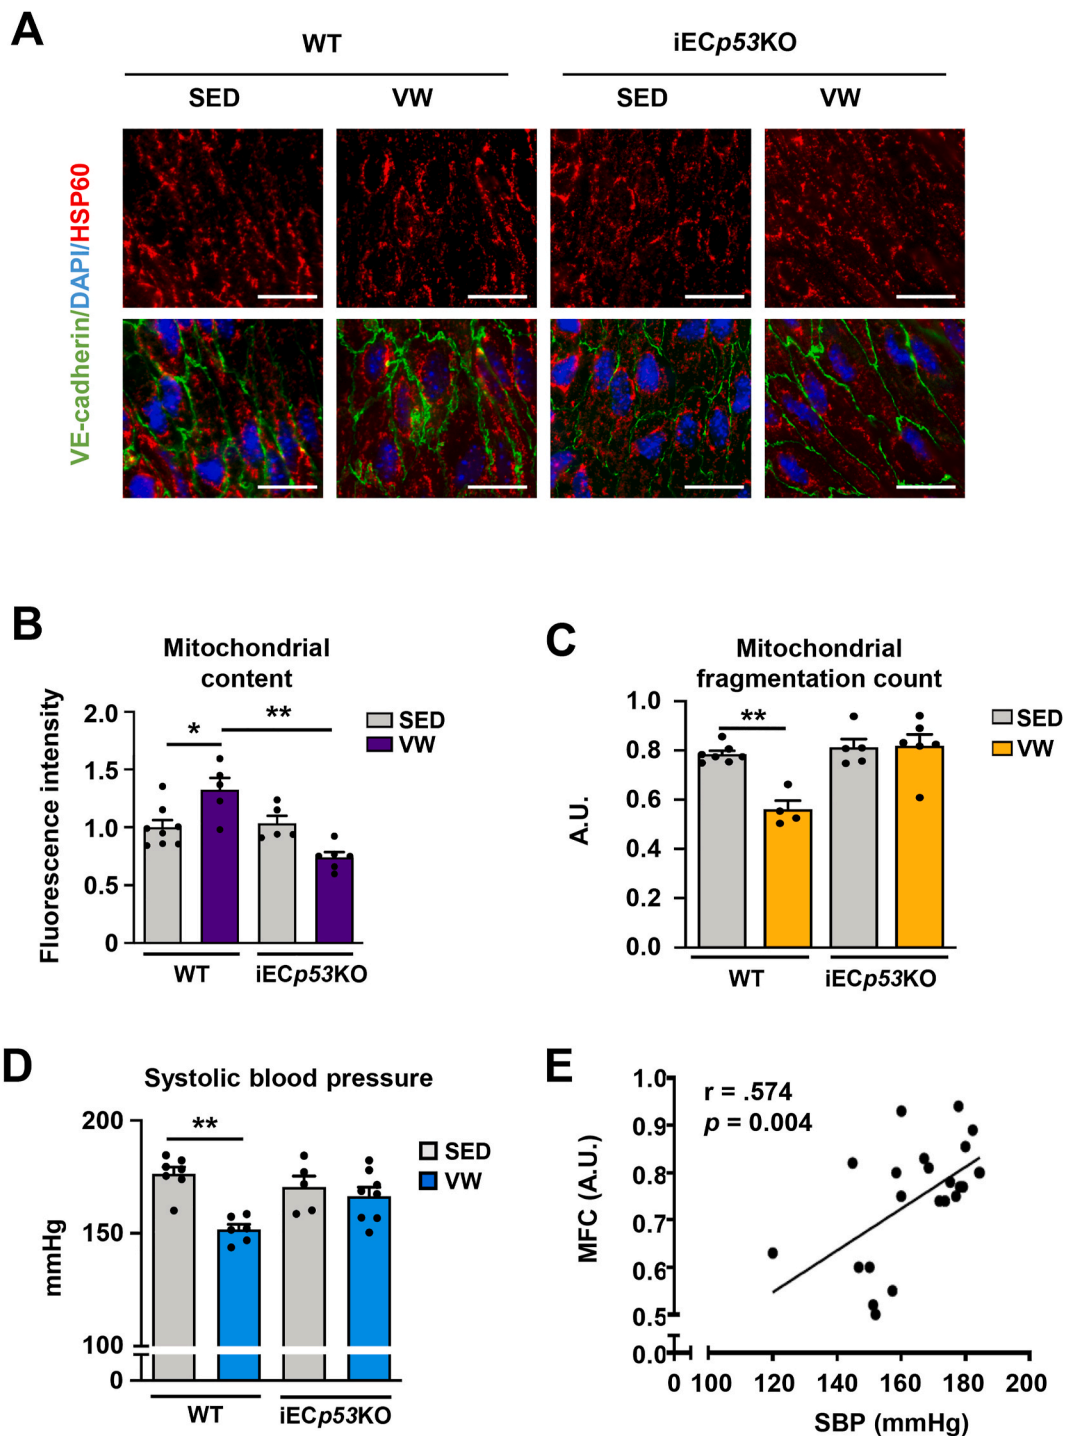 A
WT
iECp53KO
SED
VW
SED
VW
VE-cadherin/DAPI/HSP60
B
Mitochondrial
content
Fluorescence intensity
2.0
1.5
1.0
0.5
0
*
**
SED
VW
WT
iECp53KO
C
Mitochondrial
fragmentation count
A.U.
1.0
0.8
0.6
0.4
0.2
0.0
**
SED
VW
WT
iECp53KO
D
Systolic blood pressure
mmHg
200
150
100
0
**
SED
VW
WT
iECp53KO
E
MFC (A.U.)
1.0
0.9
0.8
0.7
0.6
0.5
0.0
r = .574
p = 0.004
0 100 120 140 160 180 200
SBP (mmHg)